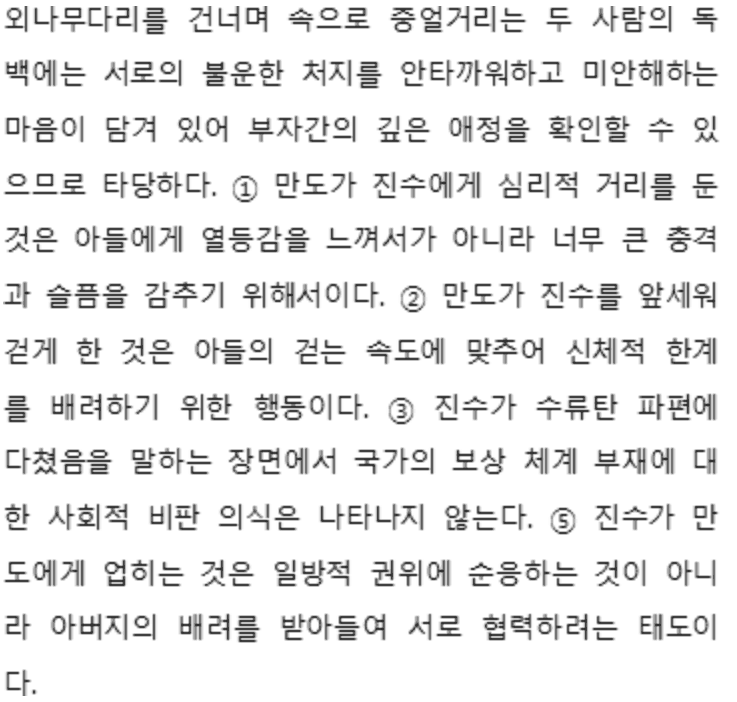 외나무다리를 건너며 속으로 중얼거리는 두 사람의 독
백에는 서로의 불운한 처지를 안타까워하고 미안해하는
마음이 담겨 있어 부자간의 깊은 애정을 확인할 수 있
으므로 타당하다. ① 만도가 진수에게 심리적 거리를 둔
것은 아들에게 열등감을 느껴서가 아니라 너무 큰 충격
과 슬픔을 감추기 위해서이다. ② 만도가 진수를 앞세워
걷게 한 것은 아들의 걷는 속도에 맞추어 신체적 한계
를 배려하기 위한 행동이다. ③ 진수가 수류탄 파편에
다쳤음을 말하는 장면에서 국가의 보상 체계 부재에 대
한 사회적 비판 의식은 나타나지 않는다. ⑤ 진수가 만
도에게 업히는 것은 일방적 권위에 순응하는 것이 아니
라 아버지의 배려를 받아들여 서로 협력하려는 태도이
다.